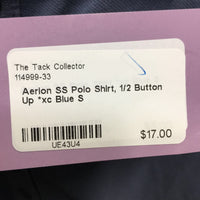 The Tack Collector
114999-33
Aerion SS Polo Shirt, 1/2 Button
Up *xc Blue S
$17.00
UE43U4